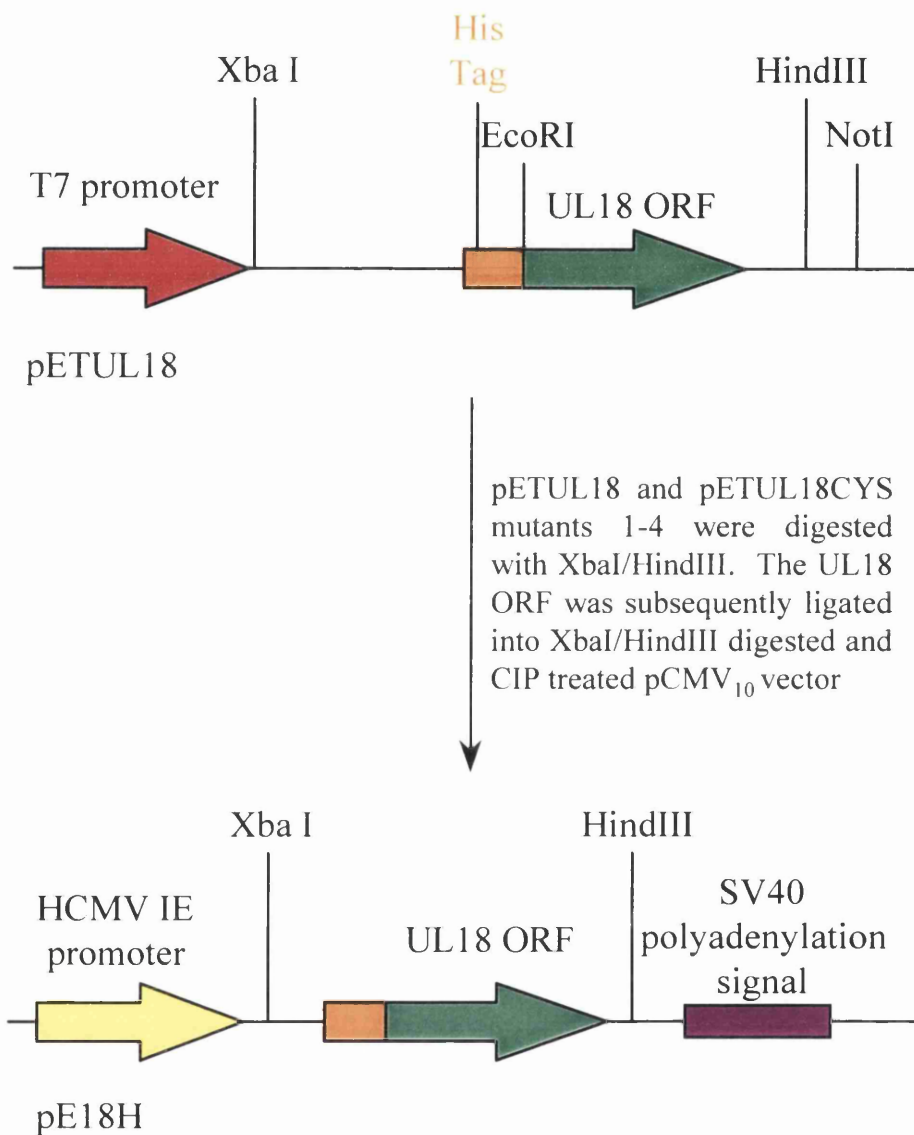 His
Tag
Xba I
HindIII
EcoRI
NotI
T7 promoter
UL18 ORF
pETUL18
pETUL18 and pETUL18CYS
mutants 1-4 were digested
with XbaI/HindIII. The UL18
ORF was subsequently ligated
into XbaI/HindIII digested and
CIP treated pCMV₁₀ vector
Xba I
HindIII
HCMV IE
promoter
UL18 ORF
SV40
polyadenylation
signal
pE18H